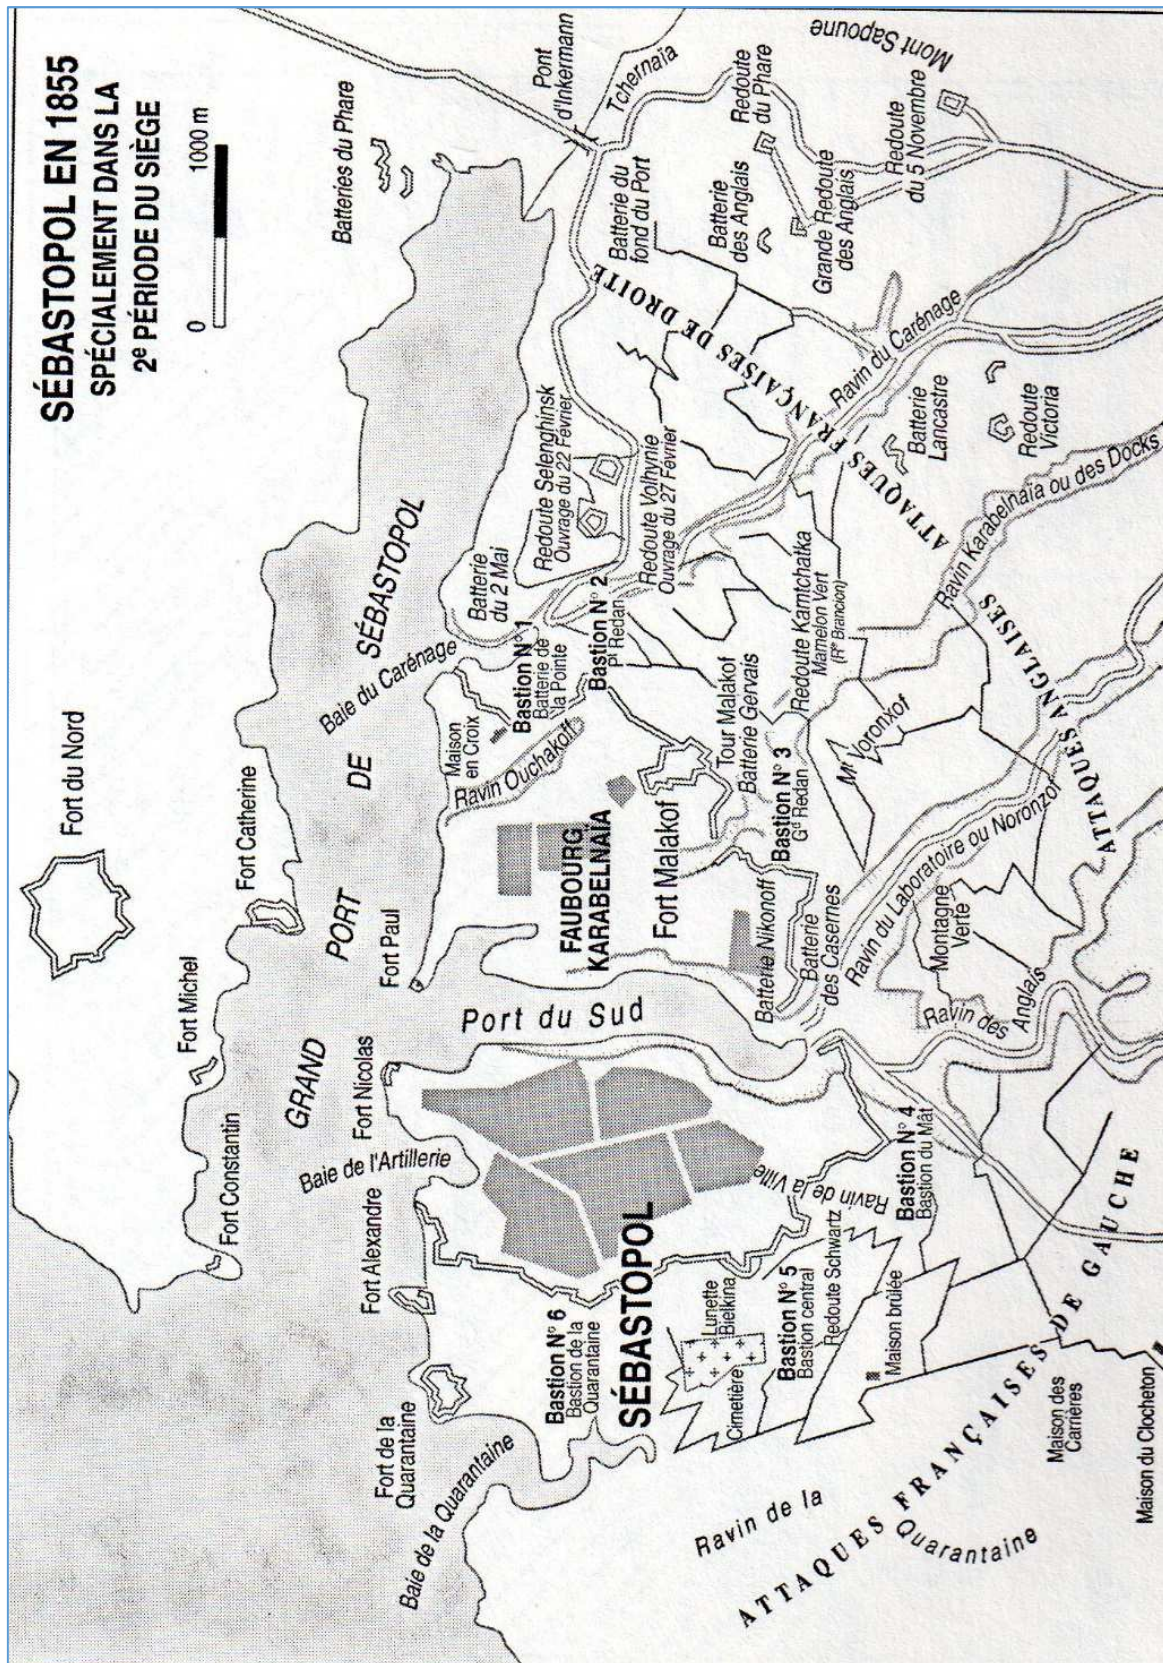 SÉBASTOPOL EN 1855
SPÉCIALEMENT DANS LA
2e PÉRIODE DU SIÈGE
0 1000 m
Fort du Nord
Batteries du Phare
Fort Catherine
Fort Michel
Fort Constantin
GRAND
PORT
DE
SÉBASTOPOL
Pont
d'Inkermann
Tchernaïa
Mont Sapoune
Redoute
du Phare
Redoute
du 5 Novembre
Grande Redoute
des Anglais
Batterie
des Anglais
Batterie du
fond du Port
ATTAQUES FRANÇAISES DE DROITE
Ravin du Carénage
Batterie
Lancastre
Redoute
Victoria
Ravin Karabelnaïa ou des Docks
Redoute Selenghinsk
Ouvrage du 22 Février
Redoute Volhyne
Ouvrage du 27 Février
Batterie
du 2 Mai
Baie du Carénage
Bastion N° 1
Batterie de
la Pointe
Bastion N° 2
Pt Redan
Maison
en Croix
Ravin Ouchakoff
FAUBOURG
KARABELNAÏA
Fort Malakof
Tour Malakof
Batterie Gervais
Redoute Kamtchatka
Mamelon Vert
(Rte Brancion)
Bastion N° 3
Gd Redan
Mt Voronxof
ATTAQUES ANGLAISES
Ravin du Laboratoire ou Noronzof
Batterie Nikonoff
Batterie
des Casernes
Montagne
Verte
Ravin des
Anglais
Fort Paul
Port du Sud
Fort Nicolas
Baie de l'Artillerie
Fort Alexandre
Fort de la
Quarantaine
Baie de la Quarantaine
Bastion N° 6
Bastion de la
Quarantaine
SÉBASTOPOL
Ravin de la Ville
Bastion N° 4
Bastion du Mât
Lunette
Bielkina
Cimetière
Bastion N° 5
Bastion central
Redoute Schwartz
Maison brûlée
Ravin de la
Quarantaine
ATTAQUES FRANÇAISES DE GAUCHE
Maison des
Carrières
Maison du Clocheton